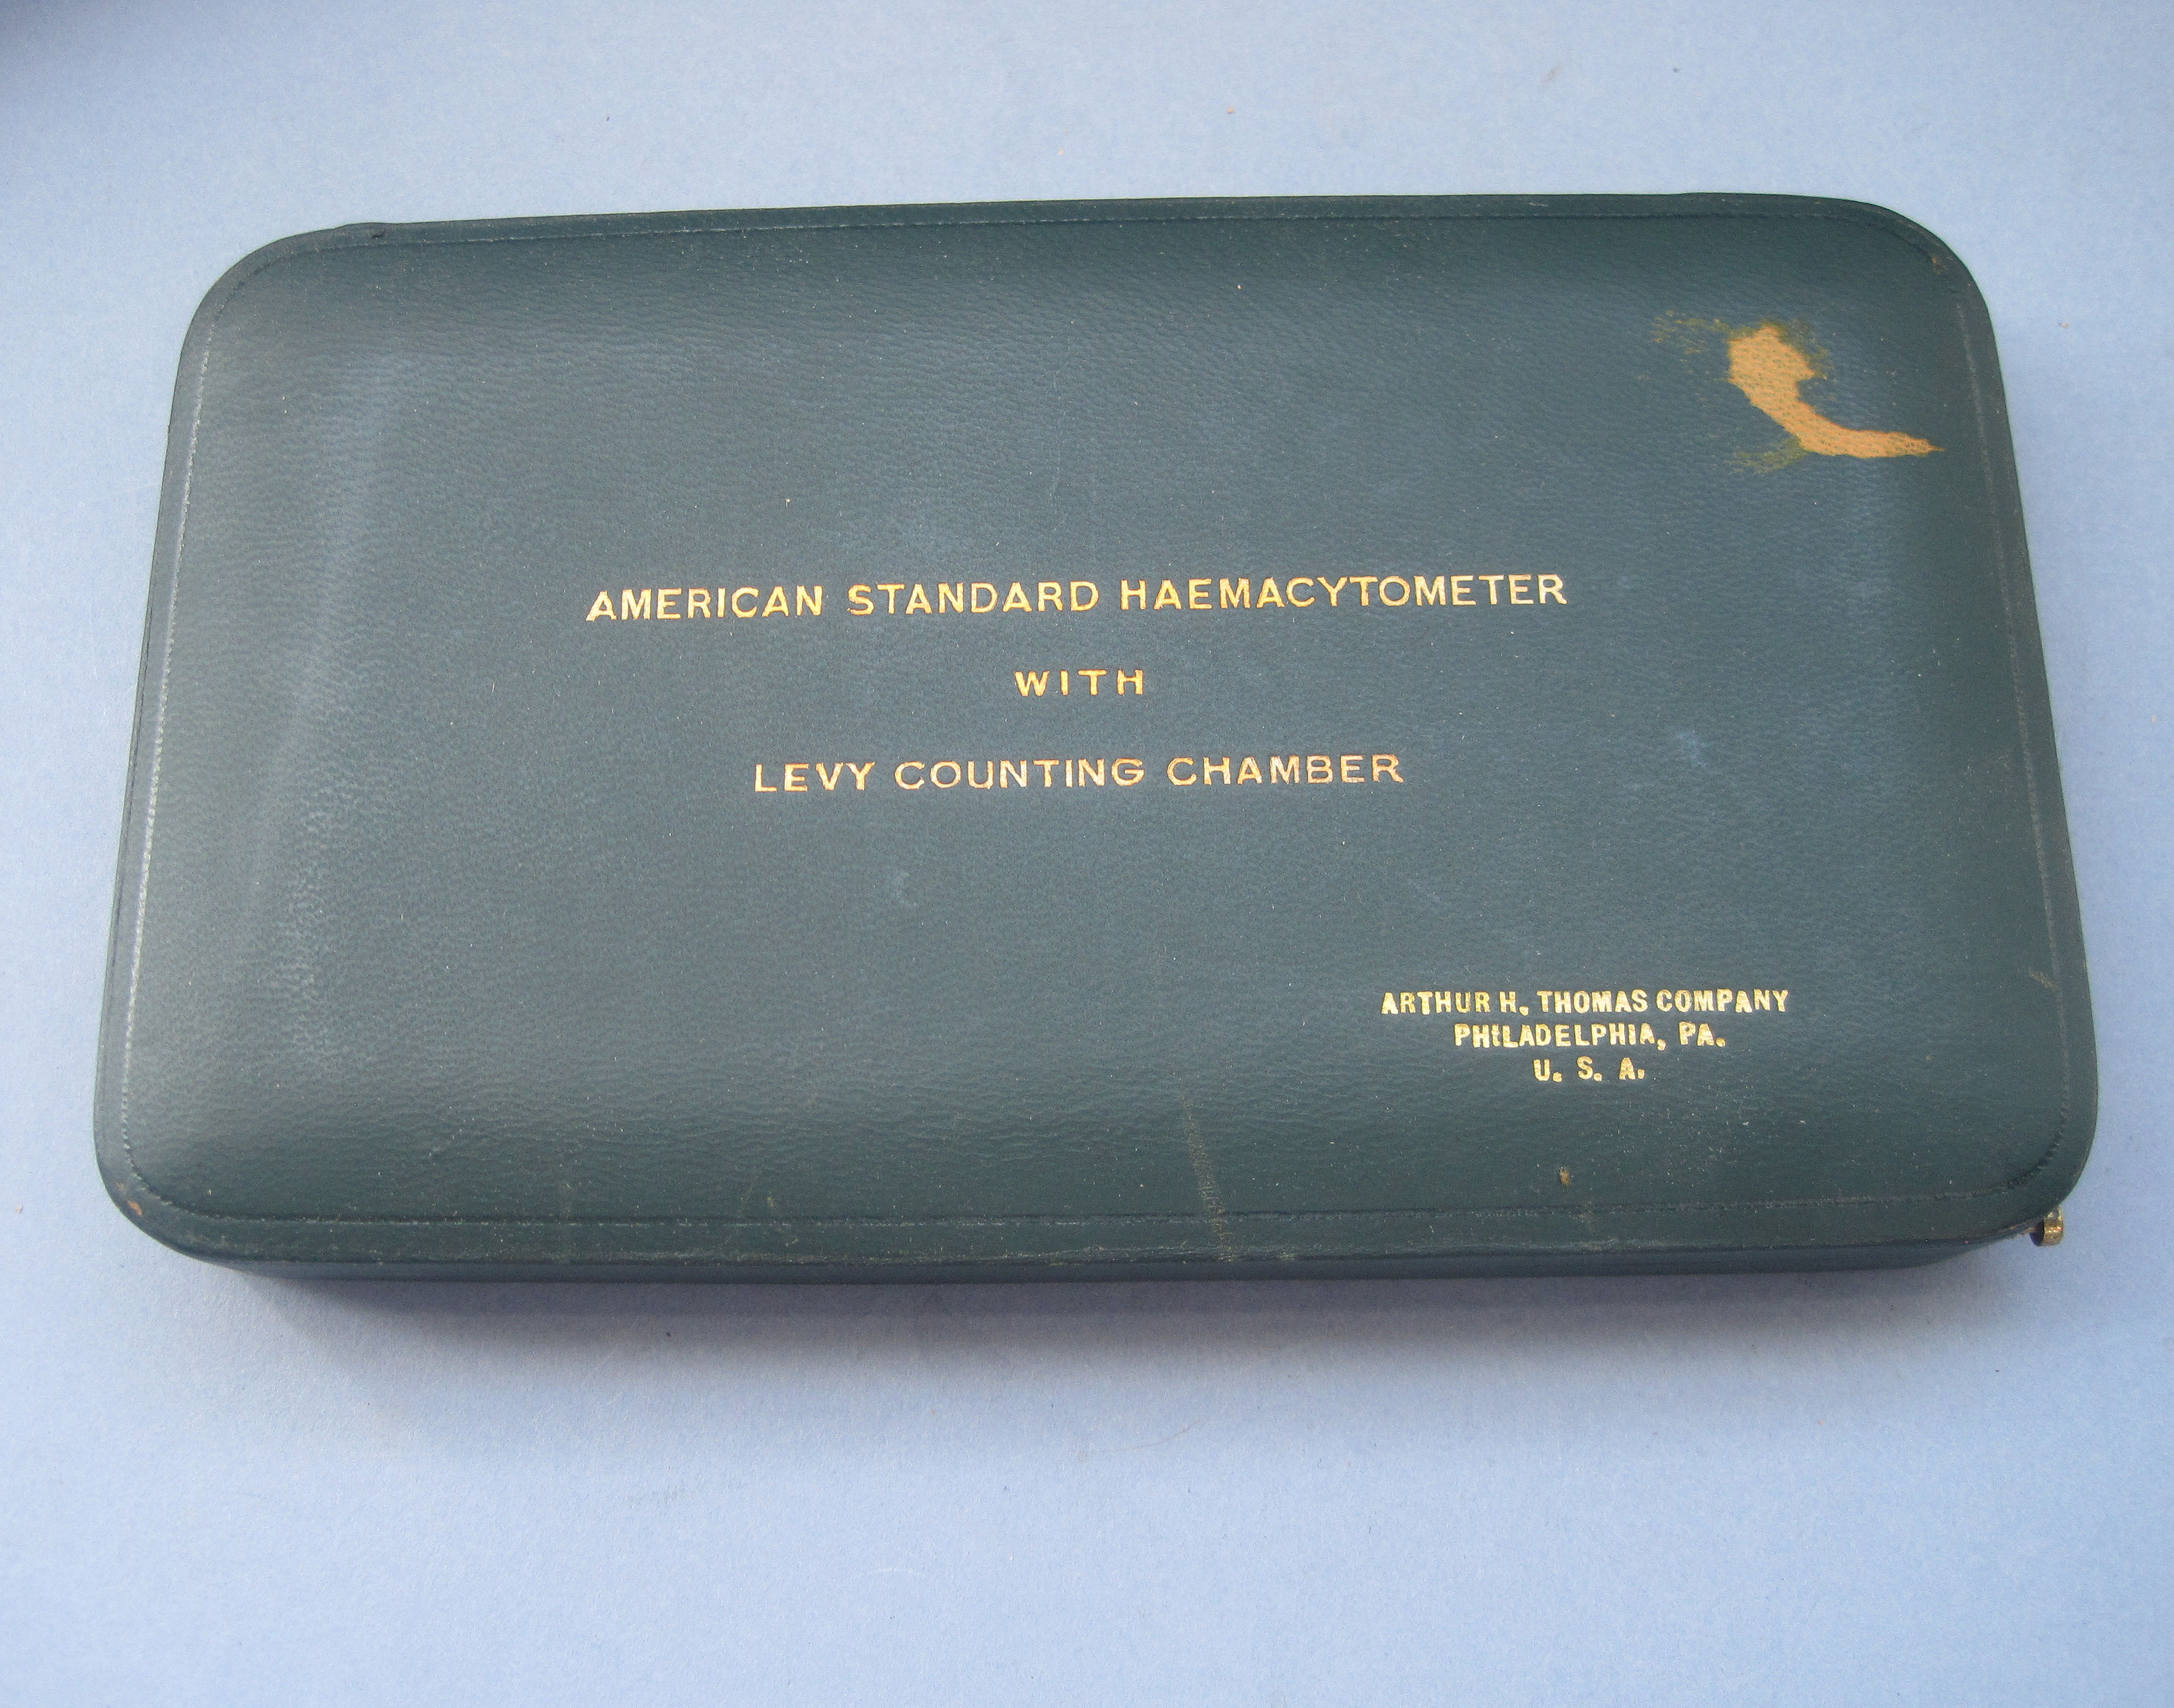 AMERICAN STANDARD HAEMACYTOMETER
WITH
LEVY COUNTING CHAMBER
ARTHUR H. THOMAS COMPANY
PHILADELPHIA, PA.
U. S. A.